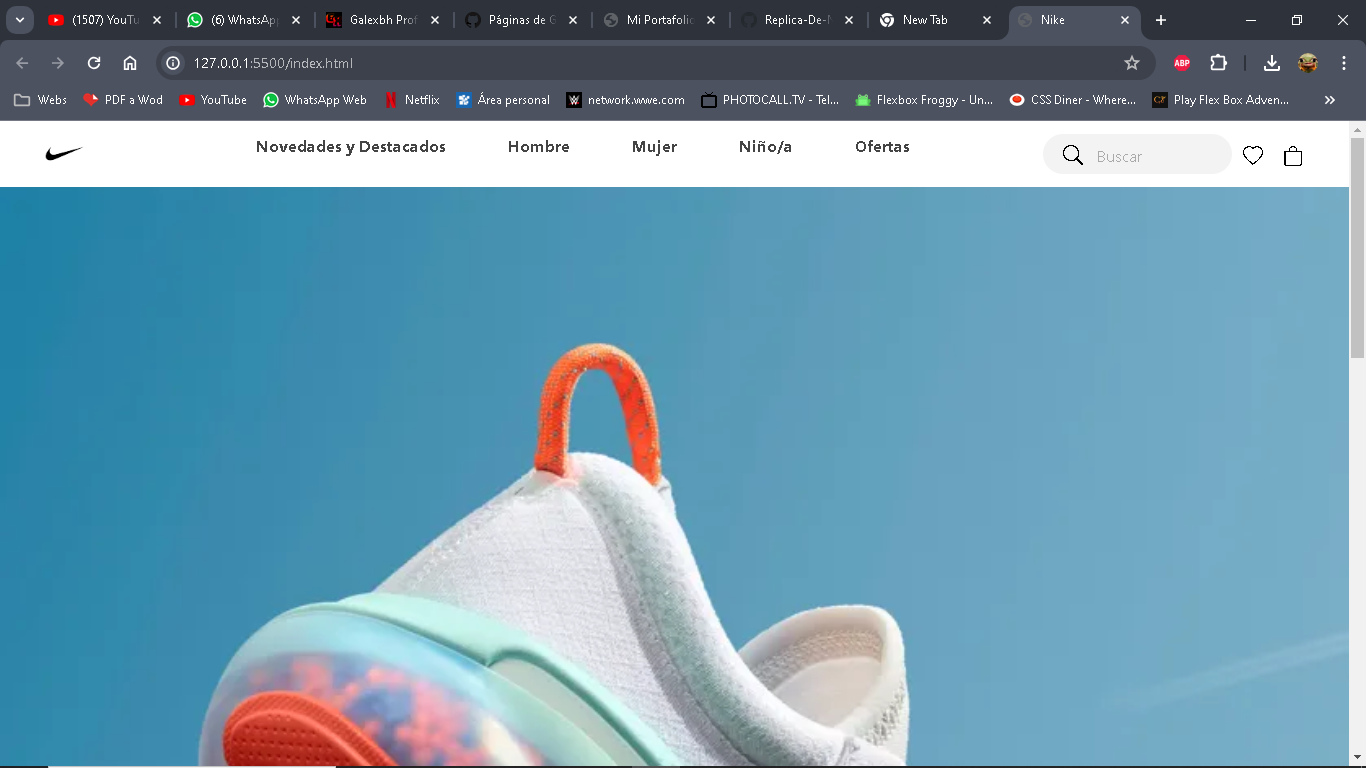 (1507) YouTu
(6) WhatsApp
Galexbh Prof
Páginas de G
Mi Portafolio
Replica-De-N
New Tab
Nike
127.0.0.1:5500/index.html
ABP
Webs
PDF a Wod
YouTube
WhatsApp Web
Netflix
Área personal
network.wwe.com
PHOTOCALL.TV - Tel...
Flexbox Froggy - Un...
CSS Diner - Where...
Play Flex Box Adven...
Novedades y Destacados
Hombre
Mujer
Niño/a
Ofertas
Buscar